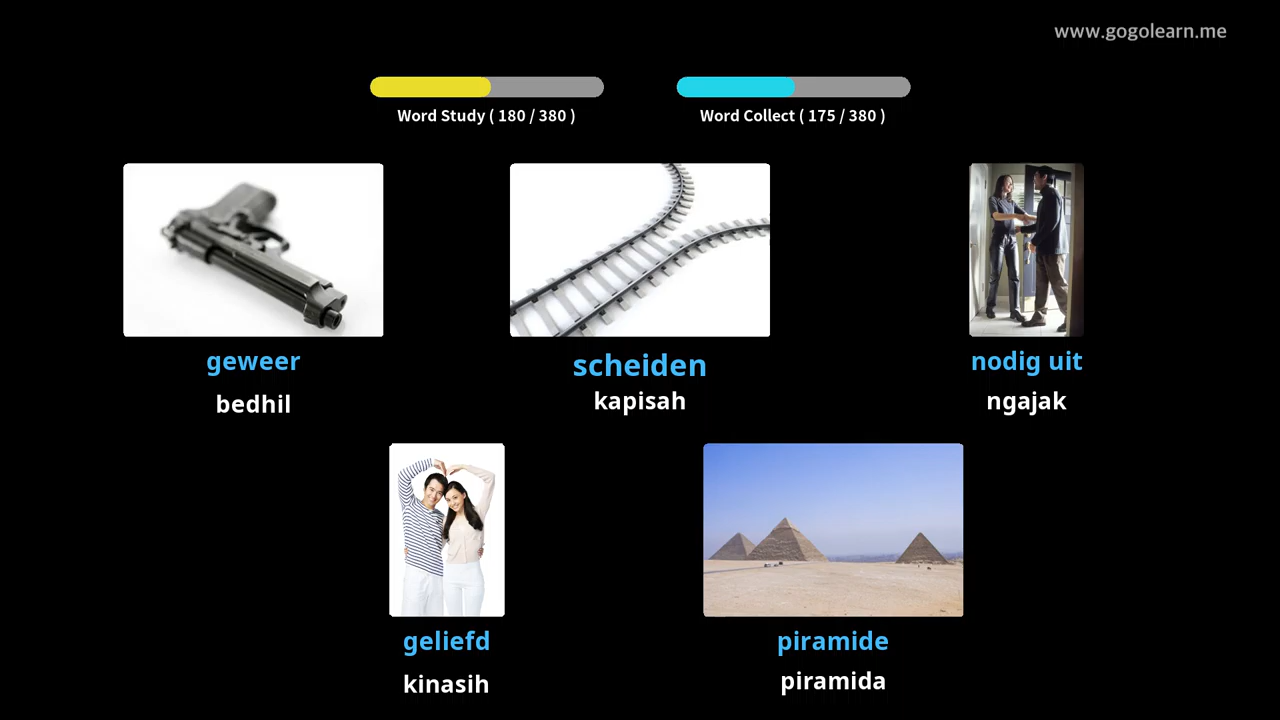 www.gogolearn.me
Word Study ( 180 / 380 )
Word Collect ( 175 / 380 )
geweer
bedhil
scheiden
kapisah
nodig uit
ngajak
geliefd
kinasih
piramide
piramida